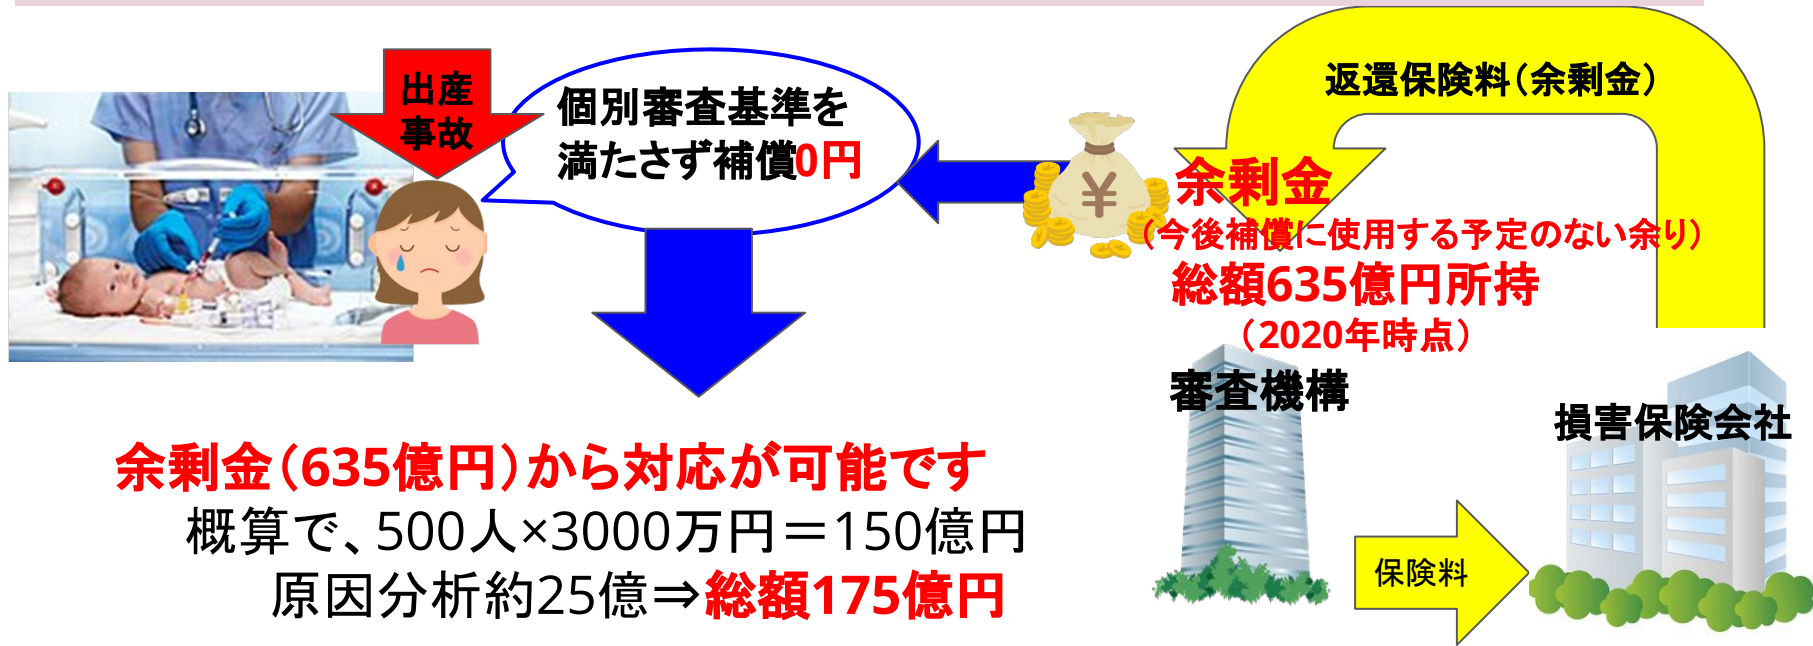 出産
事故
個別審査基準を
満たさず補償0円
返還保険料(余剰金)
余剰金
(今後補償に使用する予定のない余り)
総額635億円所持
(2020年時点)
¥
審査機構
損害保険会社
保険料
余剰金(635億円)から対応が可能です
概算で、500人×3000万円=150億円
原因分析約25億⇒総額175億円